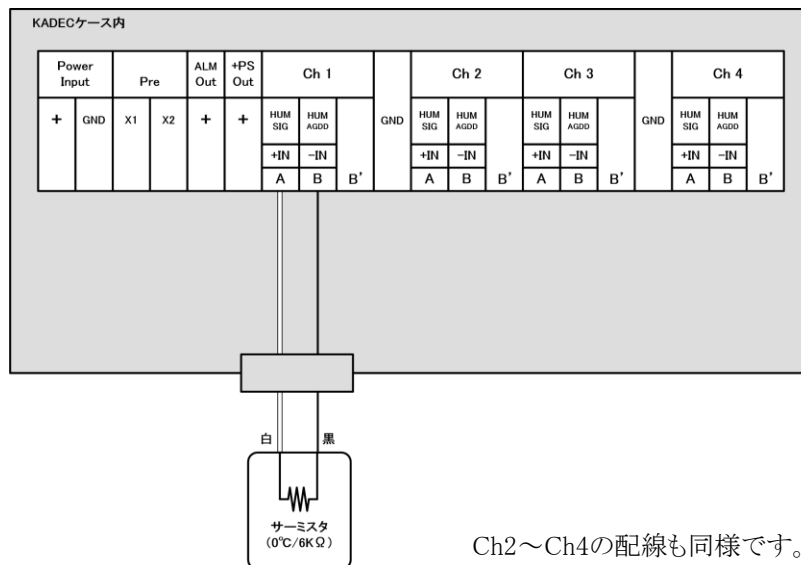 KADECケース内
Power Input Pre ALM Out +PS Out Ch 1 GND Ch 2 Ch 3 GND Ch 4
+ GND X1 X2 + + HUM SIG HUM AGDD HUM SIG HUM AGDD HUM SIG HUM AGDD HUM SIG HUM AGDD
+IN -IN +IN -IN +IN -IN +IN -IN
A B B' A B B' A B B' A B B'
白 黒
サーミスタ
(0℃/6KΩ)
Ch2～Ch4の配線も同様です。